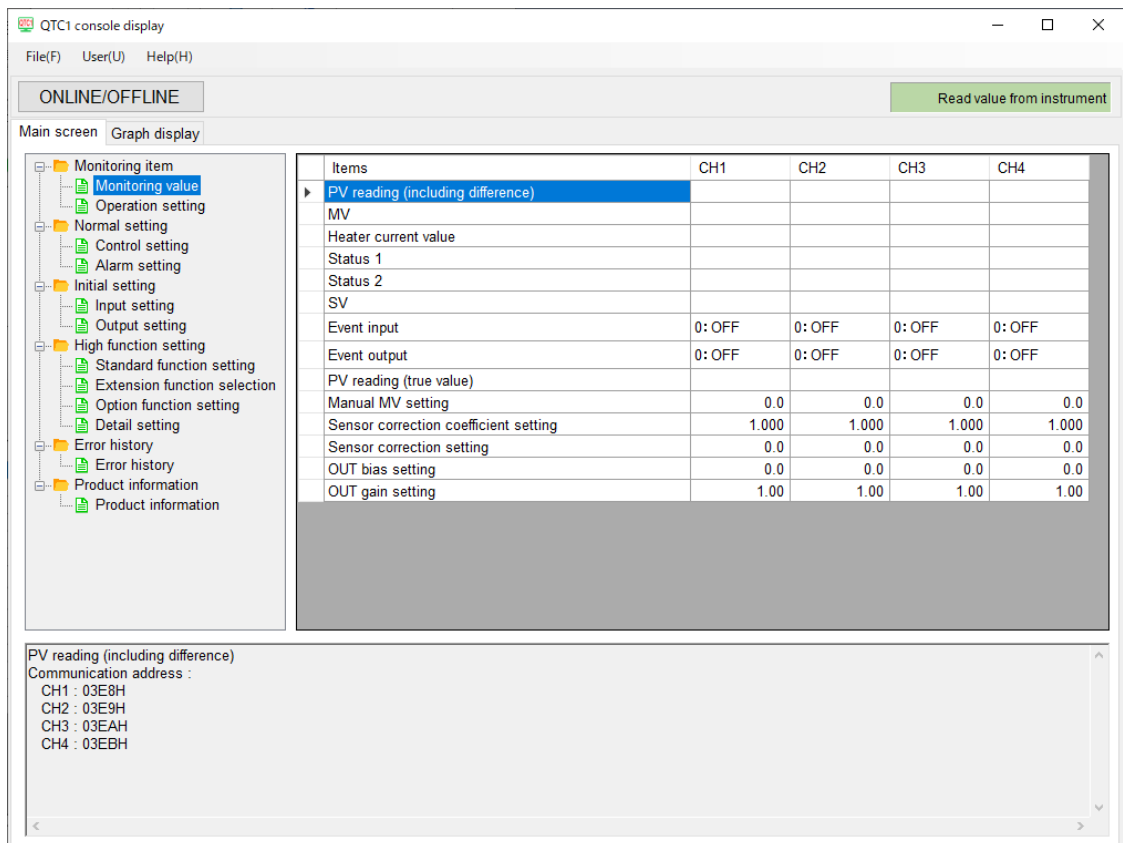 QTC1 console display
File(F) User(U) Help(H)
ONLINE/OFFLINE
Read value from instrument
Main screen Graph display
Monitoring item
Monitoring value
Operation setting
Normal setting
Control setting
Alarm setting
Initial setting
Input setting
Output setting
High function setting
Standard function setting
Extension function selection
Option function setting
Detail setting
Error history
Error history
Product information
Product information
Items CH1 CH2 CH3 CH4
PV reading (including difference)
MV
Heater current value
Status 1
Status 2
SV
Event input 0: OFF 0: OFF 0: OFF 0: OFF
Event output 0: OFF 0: OFF 0: OFF 0: OFF
PV reading (true value)
Manual MV setting 0.0 0.0 0.0 0.0
Sensor correction coefficient setting 1.000 1.000 1.000 1.000
Sensor correction setting 0.0 0.0 0.0 0.0
OUT bias setting 0.0 0.0 0.0 0.0
OUT gain setting 1.00 1.00 1.00 1.00
PV reading (including difference)
Communication address :
CH1 : 03E8H
CH2 : 03E9H
CH3 : 03EAH
CH4 : 03EBH